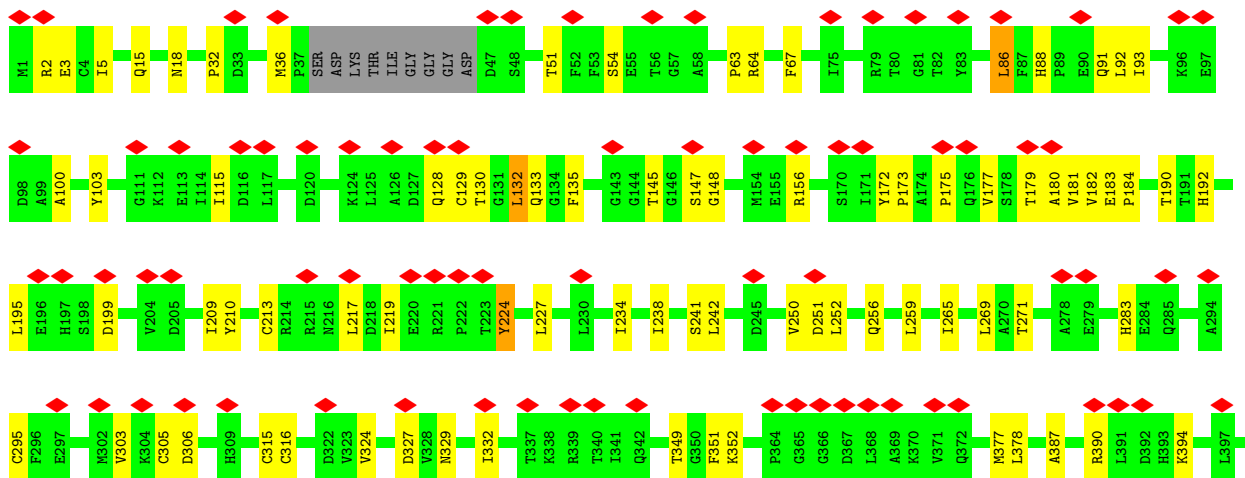 M1 R2 E3 C4 I5 Q15 N18 P32 D33 M36 P37 SER ASP LYS THR ILE GLY GLY GLY ASP D47 S48 T51 F52 F53 S54 E55 T56 G57 A58 P63 R64 F67 I75 R79 T80 G81 T82 Y83 L86 F87 H88 P89 E90 Q91 L92 I93 K96 E97
D98 A99 A100 Y103 G111 K112 E113 I114 I115 D116 L117 D120 K124 L125 A126 D127 Q128 C129 T130 G131 L132 Q133 G134 F135 G143 G144 T145 G146 S147 G148 M154 E155 R156 S170 I171 Y172 P173 A174 P175 Q176 V177 S178 T179 A180 V181 V182 E183 P184 T190 T191 H192
L195 E196 H197 S198 D199 V204 D205 I209 Y210 C213 R214 R215 N216 L217 D218 I219 E220 R221 P222 T223 Y224 L227 L230 I234 I238 S241 L242 D245 V250 D251 L252 Q256 L259 I265 L269 A270 T271 A278 E279 H283 E284 Q285 A294
C295 F296 E297 M302 V303 K304 C305 D306 H309 C315 C316 D322 V323 V324 D327 V328 N329 I332 T337 K338 R339 T340 I341 Q342 T349 G350 F351 K352 P364 G365 G366 D367 L368 A369 K370 V371 Q372 M377 L378 A387 R390 L391 D392 H393 K394 L397